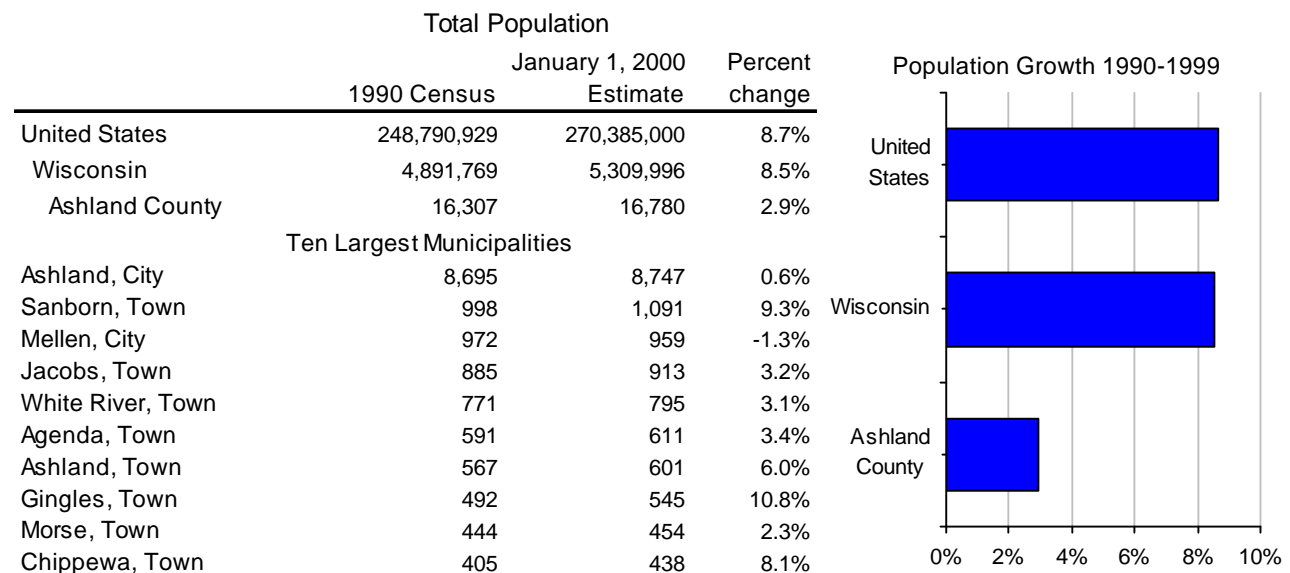 Total Population
January 1, 2000 Percent
1990 Census Estimate change
United States 248,790,929 270,385,000 8.7%
Wisconsin 4,891,769 5,309,996 8.5%
Ashland County 16,307 16,780 2.9%
Ten Largest Municipalities
Ashland, City 8,695 8,747 0.6%
Sanborn, Town 998 1,091 9.3%
Mellen, City 972 959 -1.3%
Jacobs, Town 885 913 3.2%
White River, Town 771 795 3.1%
Agenda, Town 591 611 3.4%
Ashland, Town 567 601 6.0%
Gingles, Town 492 545 10.8%
Morse, Town 444 454 2.3%
Chippewa, Town 405 438 8.1%
Population Growth 1990-1999
United
States
Wisconsin
Ashland
County
0% 2% 4% 6% 8% 10%